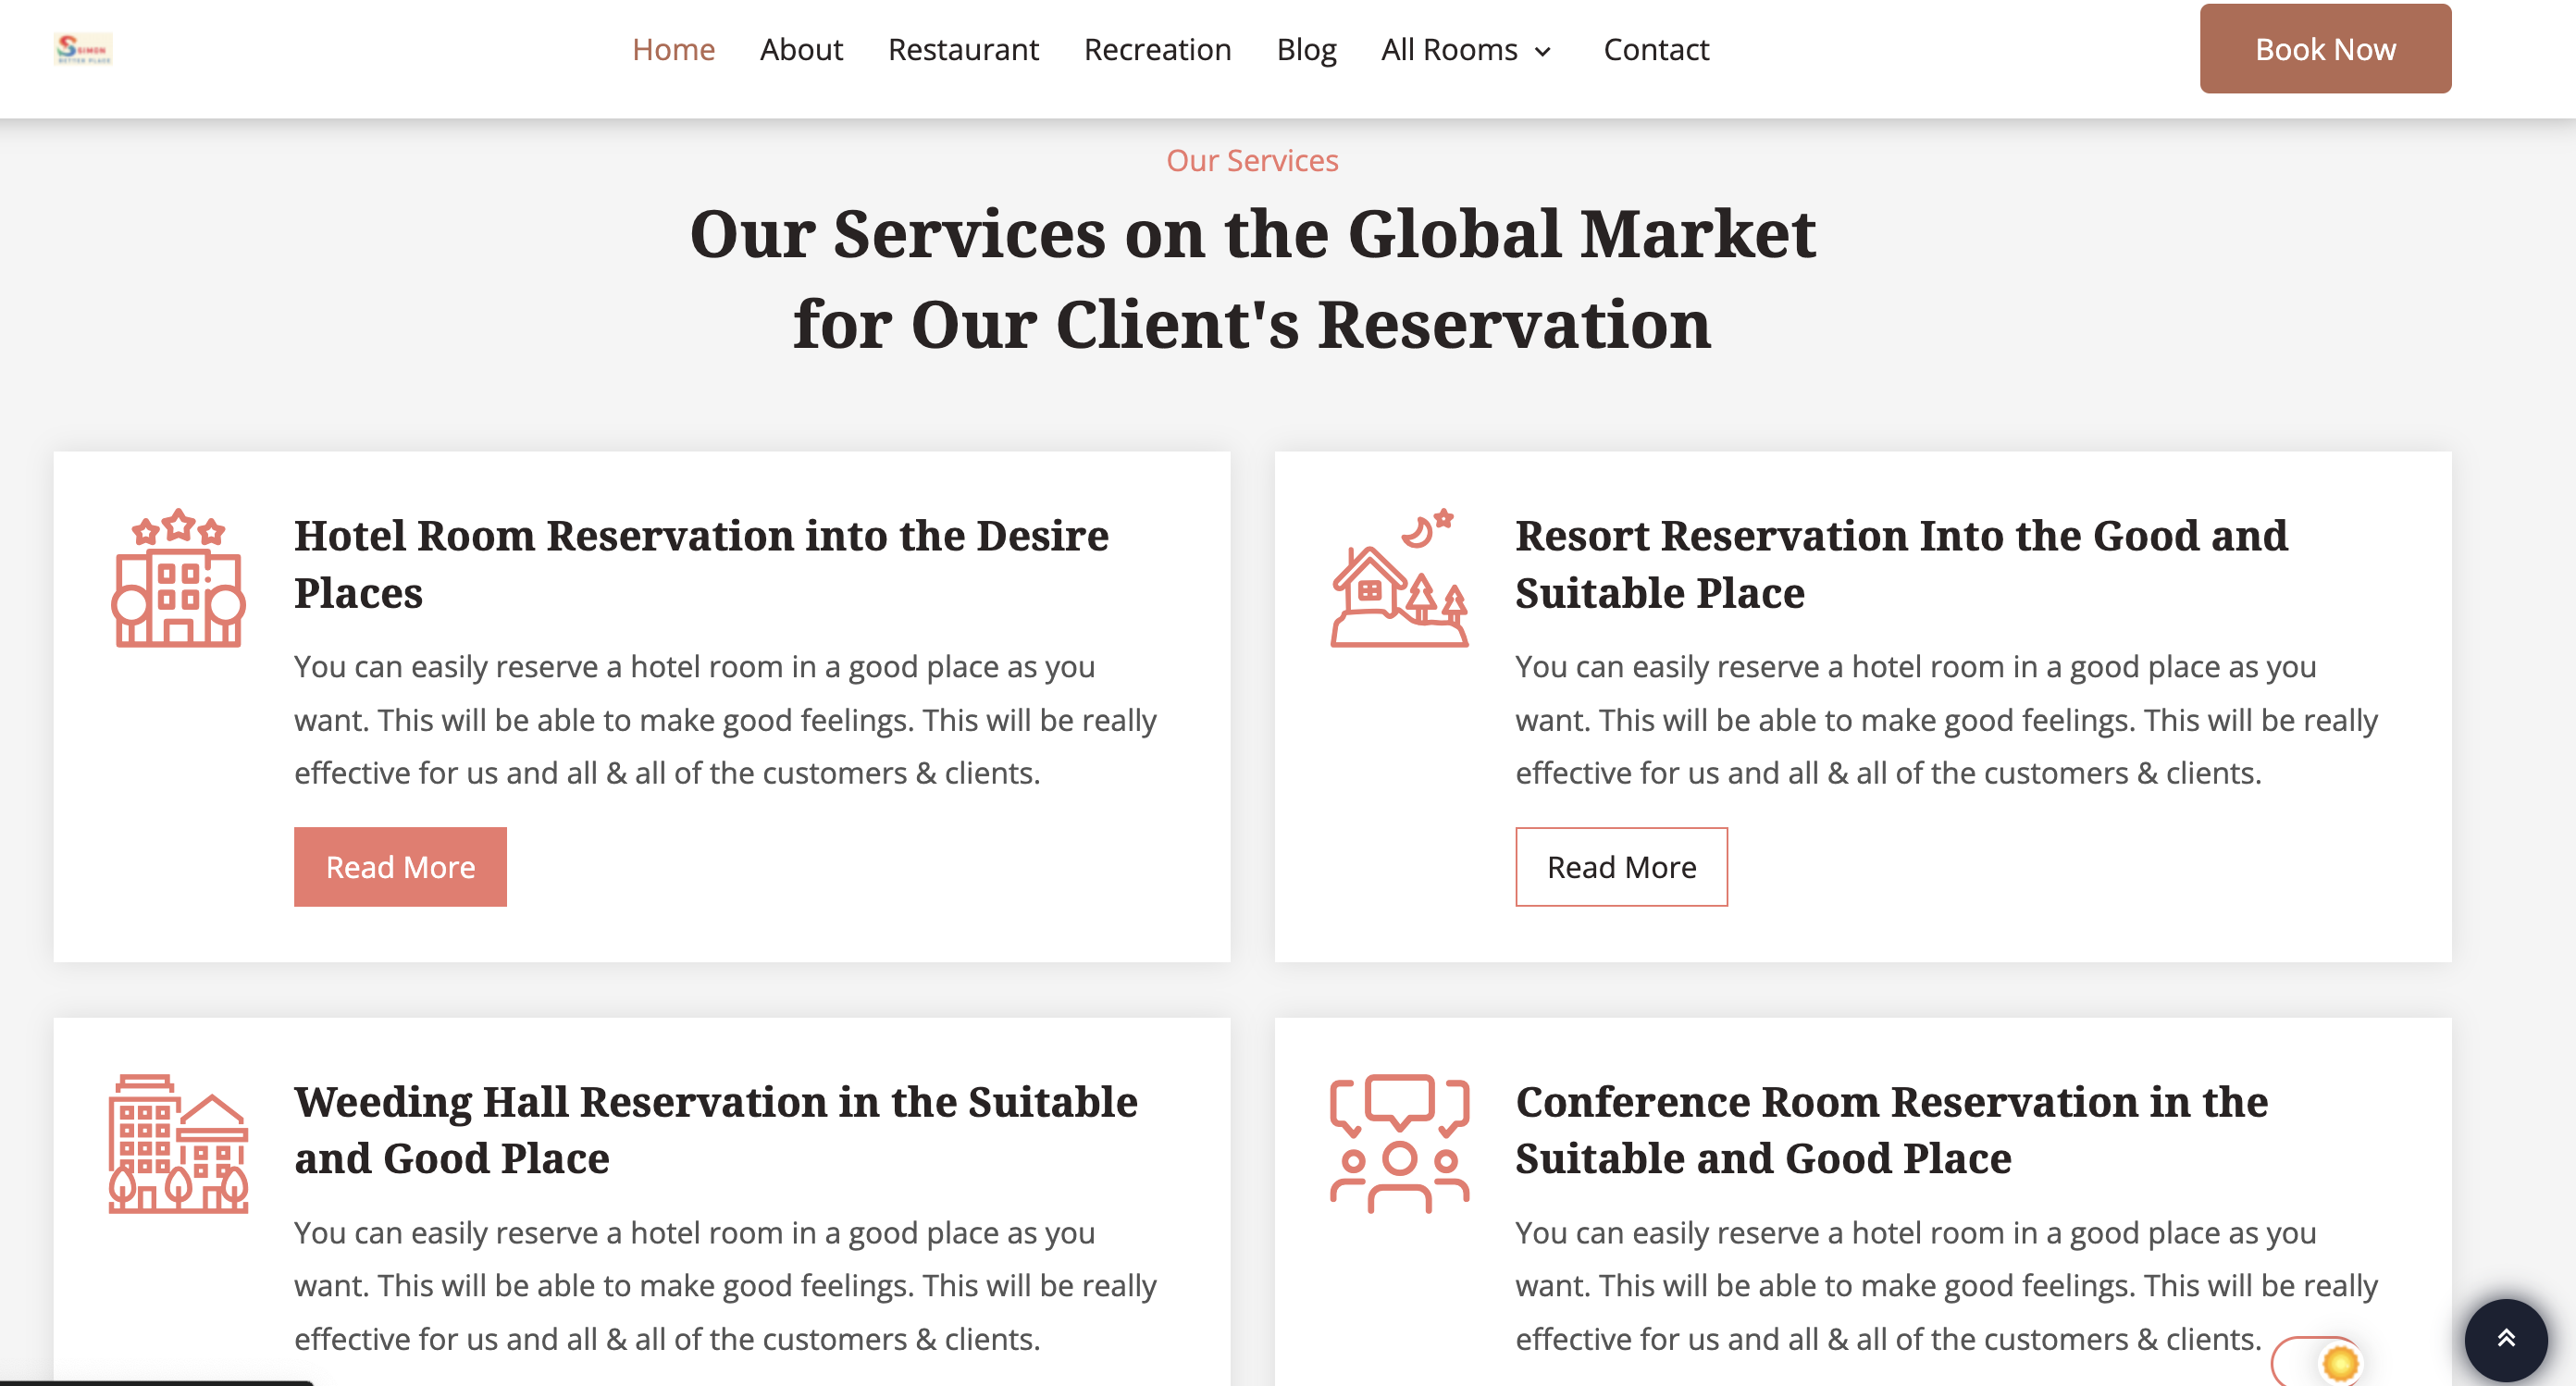 SIMON
BETTER PLACE
Home About Restaurant Recreation Blog All Rooms Contact
Book Now
Our Services
Our Services on the Global Market
for Our Client's Reservation
Hotel Room Reservation into the Desire
Places
You can easily reserve a hotel room in a good place as you
want. This will be able to make good feelings. This will be really
effective for us and all & all of the customers & clients.
Read More
Resort Reservation Into the Good and
Suitable Place
You can easily reserve a hotel room in a good place as you
want. This will be able to make good feelings. This will be really
effective for us and all & all of the customers & clients.
Read More
Weeding Hall Reservation in the Suitable
and Good Place
You can easily reserve a hotel room in a good place as you
want. This will be able to make good feelings. This will be really
effective for us and all & all of the customers & clients.
Conference Room Reservation in the
Suitable and Good Place
You can easily reserve a hotel room in a good place as you
want. This will be able to make good feelings. This will be really
effective for us and all & all of the customers & clients.